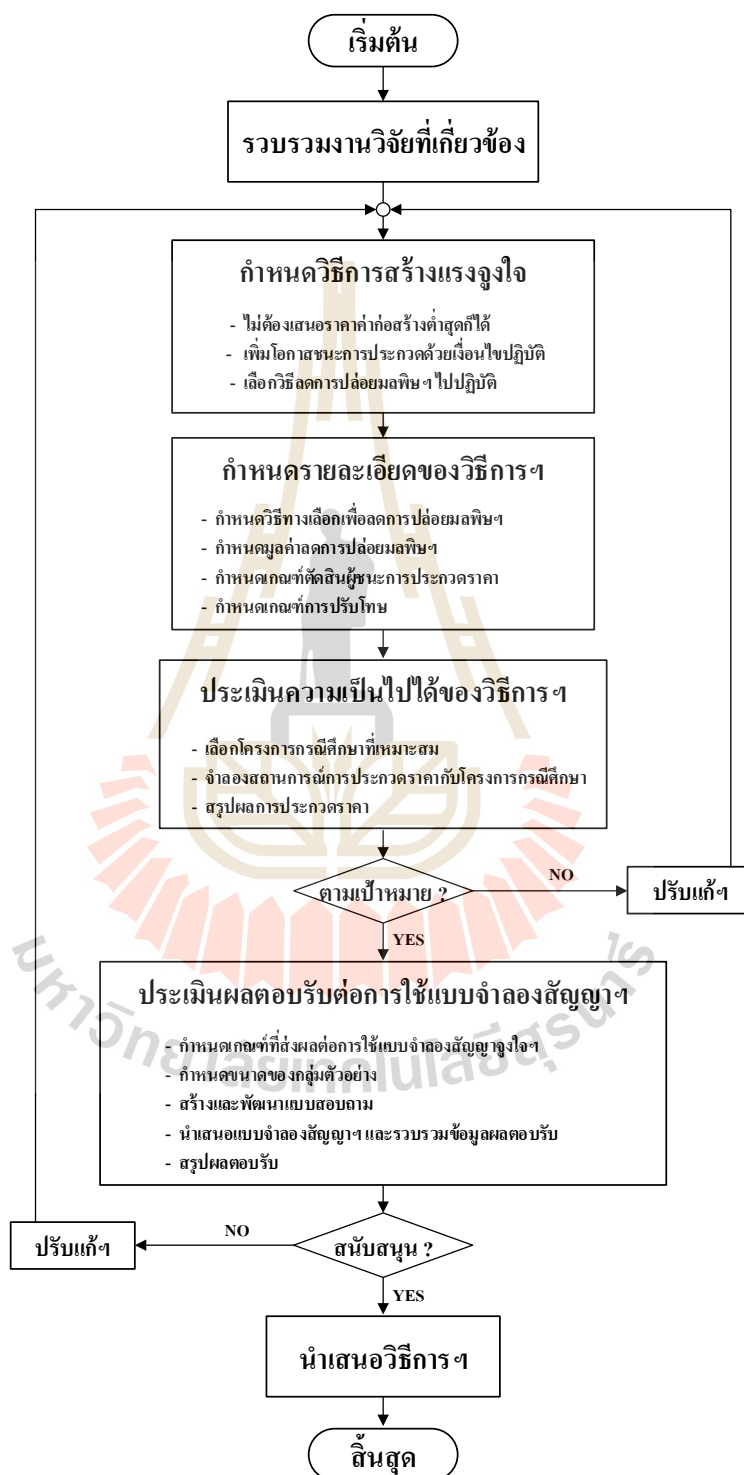 เริ่มต้น
รวบรวมงานวิจัยที่เกี่ยวข้อง
กำหนดวิธีการสร้างแรงจูงใจ
- ไม่ต้องเสนอราคาค่าก่อสร้างต่ำสุดก็ได้
- เพิ่มโอกาสชนะการประกวดด้วยเงื่อนไขปฏิบัติ
- เลือกวิธีลดการปล่อยมลพิษฯ ไปปฏิบัติ
กำหนดรายละเอียดของวิธีการฯ
- กำหนดวิธีทางเลือกเพื่อลดการปล่อยมลพิษฯ
- กำหนดมูลค่าลดการปล่อยมลพิษฯ
- กำหนดเกณฑ์ตัดสินผู้ชนะการประกวดราคา
- กำหนดเกณฑ์การปรับโทษ
ประเมินความเป็นไปได้ของวิธีการฯ
- เลือกโครงการกรณีศึกษาที่เหมาะสม
- จำลองสถานการณ์การประกวดราคากับโครงการกรณีศึกษา
- สรุปผลการประกวดราคา
ตามเป้าหมาย ?
NO
ปรับแก้ฯ
YES
ประเมินผลตอบรับต่อการใช้แบบจำลองสัญญาฯ
- กำหนดเกณฑ์ที่ส่งผลต่อการใช้แบบจำลองสัญญาจูงใจฯ
- กำหนดขนาดของกลุ่มตัวอย่าง
- สร้างและพัฒนาแบบสอบถาม
- นำเสนอแบบจำลองสัญญาฯ และรวบรวมข้อมูลผลตอบรับ
- สรุปผลตอบรับ
มหาวิทยาลัยเทคโนโลยีสุรนารี
สนับสนุน ?
NO
ปรับแก้ฯ
YES
นำเสนอวิธีการฯ
สิ้นสุด